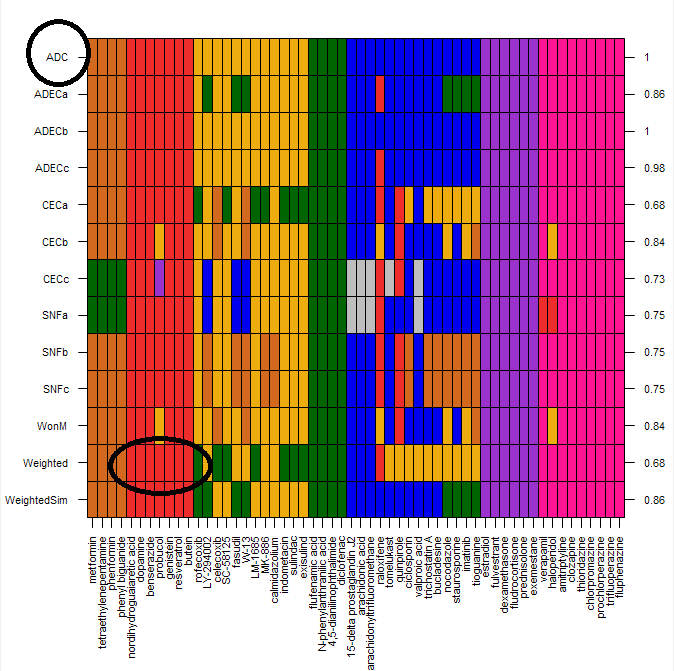 ADC 1
ADECa 0.86
ADECb 1
ADECc 0.98
CECa 0.68
CECb 0.84
CECc 0.73
SNFa 0.75
SNFb 0.75
SNFc 0.75
WonM 0.84
Weighted 0.68
WeightedSim 0.86
metformin
tetraethylenepentamine
phenformin
phenyl biguanide
nordihydroguaiaretic acid
dopamine
benserazide
probucol
genistein
resveratrol
butein
rofecoxib
LY-294002
celecoxib
SC-58125
fasudil
W-13
LM-1685
MK-886
calmidazolium
indometacin
sulindac
exisulind
flufenamic acid
N-phenylanthranilic acid
4,5-dianilinophthalimide
diclofenac
15-delta prostaglandin J2
arachidonic acid
arachidonyltrifluoromethane
raloxifene
tomelukast
quinpirole
ciclosporin
valproic acid
trichostatin A
bucladesine
nocodazole
staurosporine
imatinib
tioguanine
estradiol
fulvestrant
dexamethasone
fludrocortisone
prednisolone
exemestane
verapamil
haloperidol
amitriptyline
clozapine
thioridazine
chlorpromazine
prochlorperazine
trifluoperazine
fluphenazine